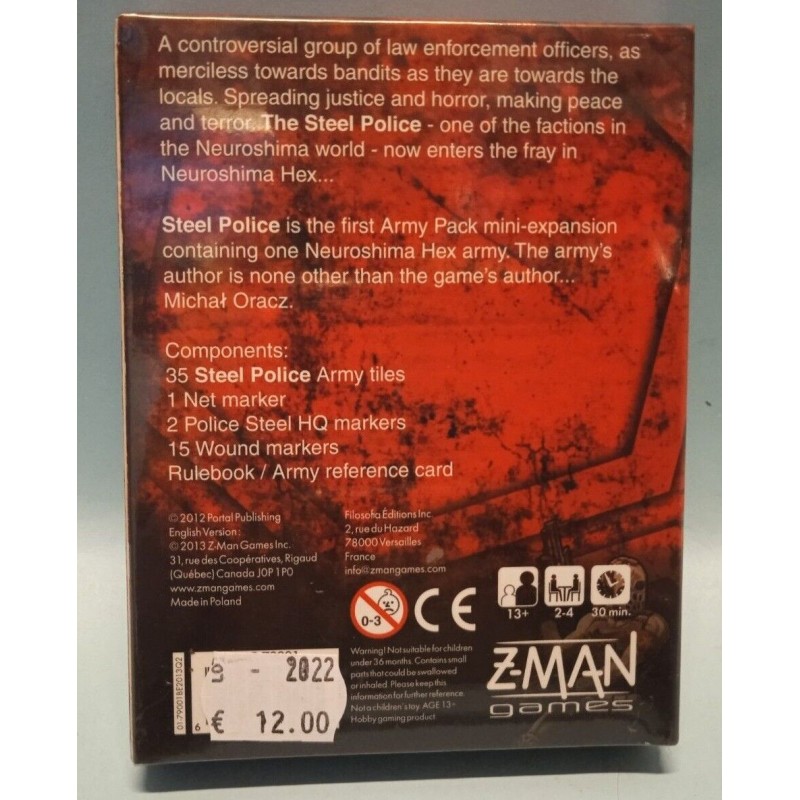 A controversial group of law enforcement officers, as
merciless towards bandits as they are towards the
locals. Spreading justice and horror, making peace
and terror. The Steel Police - one of the factions in
the Neuroshima world - now enters the fray in
Neuroshima Hex...
Steel Police is the first Army Pack mini-expansion
containing one Neuroshima Hex army. The army's
author is none other than the game's author...
Michał Oracz.
Components:
35 Steel Police Army tiles
1 Net marker
2 Police Steel HQ markers
15 Wound markers
Rulebook / Army reference card
© 2012 Portal Publishing
English Version :
© 2013 Z-Man Games Inc.
31, rue des Coopératives, Rigaud
(Québec) Canada J0P 1P0
www.zmangames.com
Made in Poland
Filosofia Éditions Inc.
2, rue du Hazard
78000 Versailles
France
info@zmangames.com
0-3
CE
13+
2-4
30 min.
Warning! Not suitable for children
under 36 months. Contains small
parts that could be swallowed
or inhaled. Please keep this
information for further reference.
Not a children's toy. AGE 13+
Hobby gaming product
Z-MAN
games
01-79001BE2013Q2
9 - 2022
€ 12.00
6